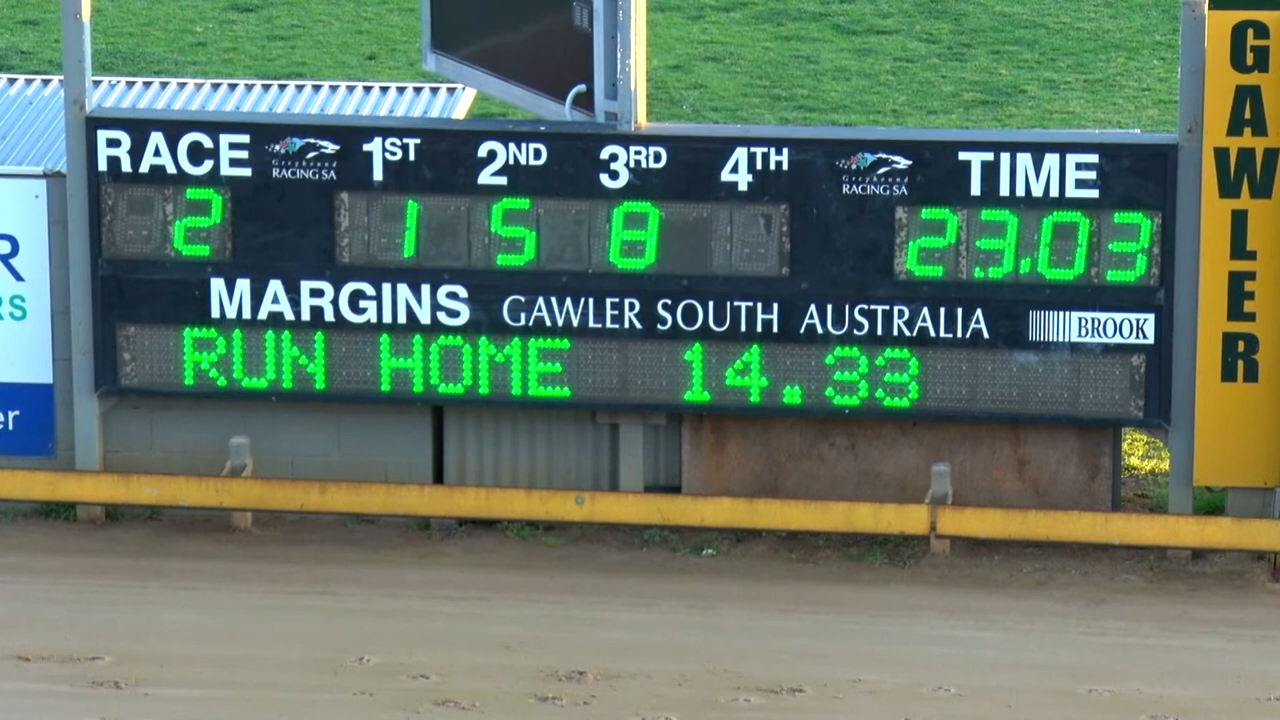 RACE Greyhound RACING SA 1ST 2ND 3RD 4TH Greyhound RACING SA TIME
2 1 5 8 23.03
MARGINS GAWLER SOUTH AUSTRALIA BROOK
RUN HOME 14.33
GAWLER
R
RS
er